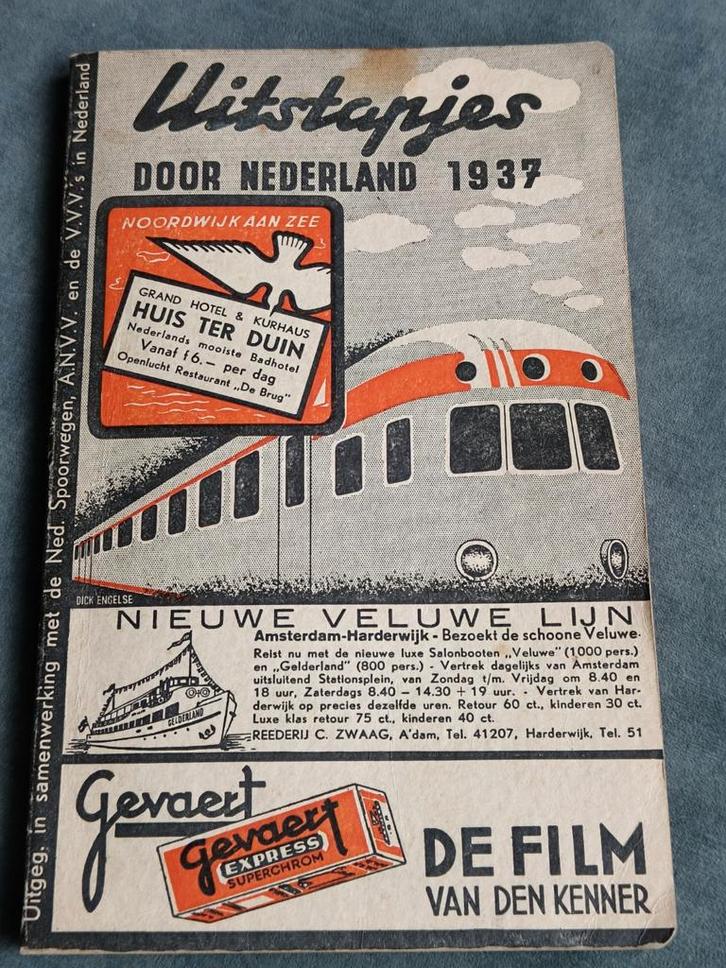 Uitstapjes
DOOR NEDERLAND 1937
Uitgeg. in samenwerking met de Ned. Spoorwegen, A.N.V.V. en de V.V.V.'s in Nederland
NOORDWIJK AAN ZEE
GRAND HOTEL & KURHAUS
HUIS TER DUIN
Nederlands mooiste Badhotel
Vanaf f6.— per dag
Openlucht Restaurant „De Brug"
DICK ENGELSE
NIEUWE VELUWE LIJN
Amsterdam-Harderwijk - Bezoekt de schoone Veluwe.
Reist nu met de nieuwe luxe Salonbooten „Veluwe" (1000 pers.)
en „Gelderland" (800 pers.) - Vertrek dagelijks van Amsterdam
uitsluitend Stationsplein, van Zondag t/m. Vrijdag om 8.40 en
18 uur, Zaterdags 8.40 — 14.30 + 19 uur. - Vertrek van Har-
derwijk op precies dezelfde uren. Retour 60 ct., kinderen 30 ct.
Luxe klas retour 75 ct., kinderen 40 ct.
REEDERIJ C. ZWAAG, A'dam, Tel. 41207, Harderwijk, Tel. 51
GELDERLAND
Gevaert
Gevaert
EXPRESS
SUPERCHROM
DE FILM
VAN DEN KENNER